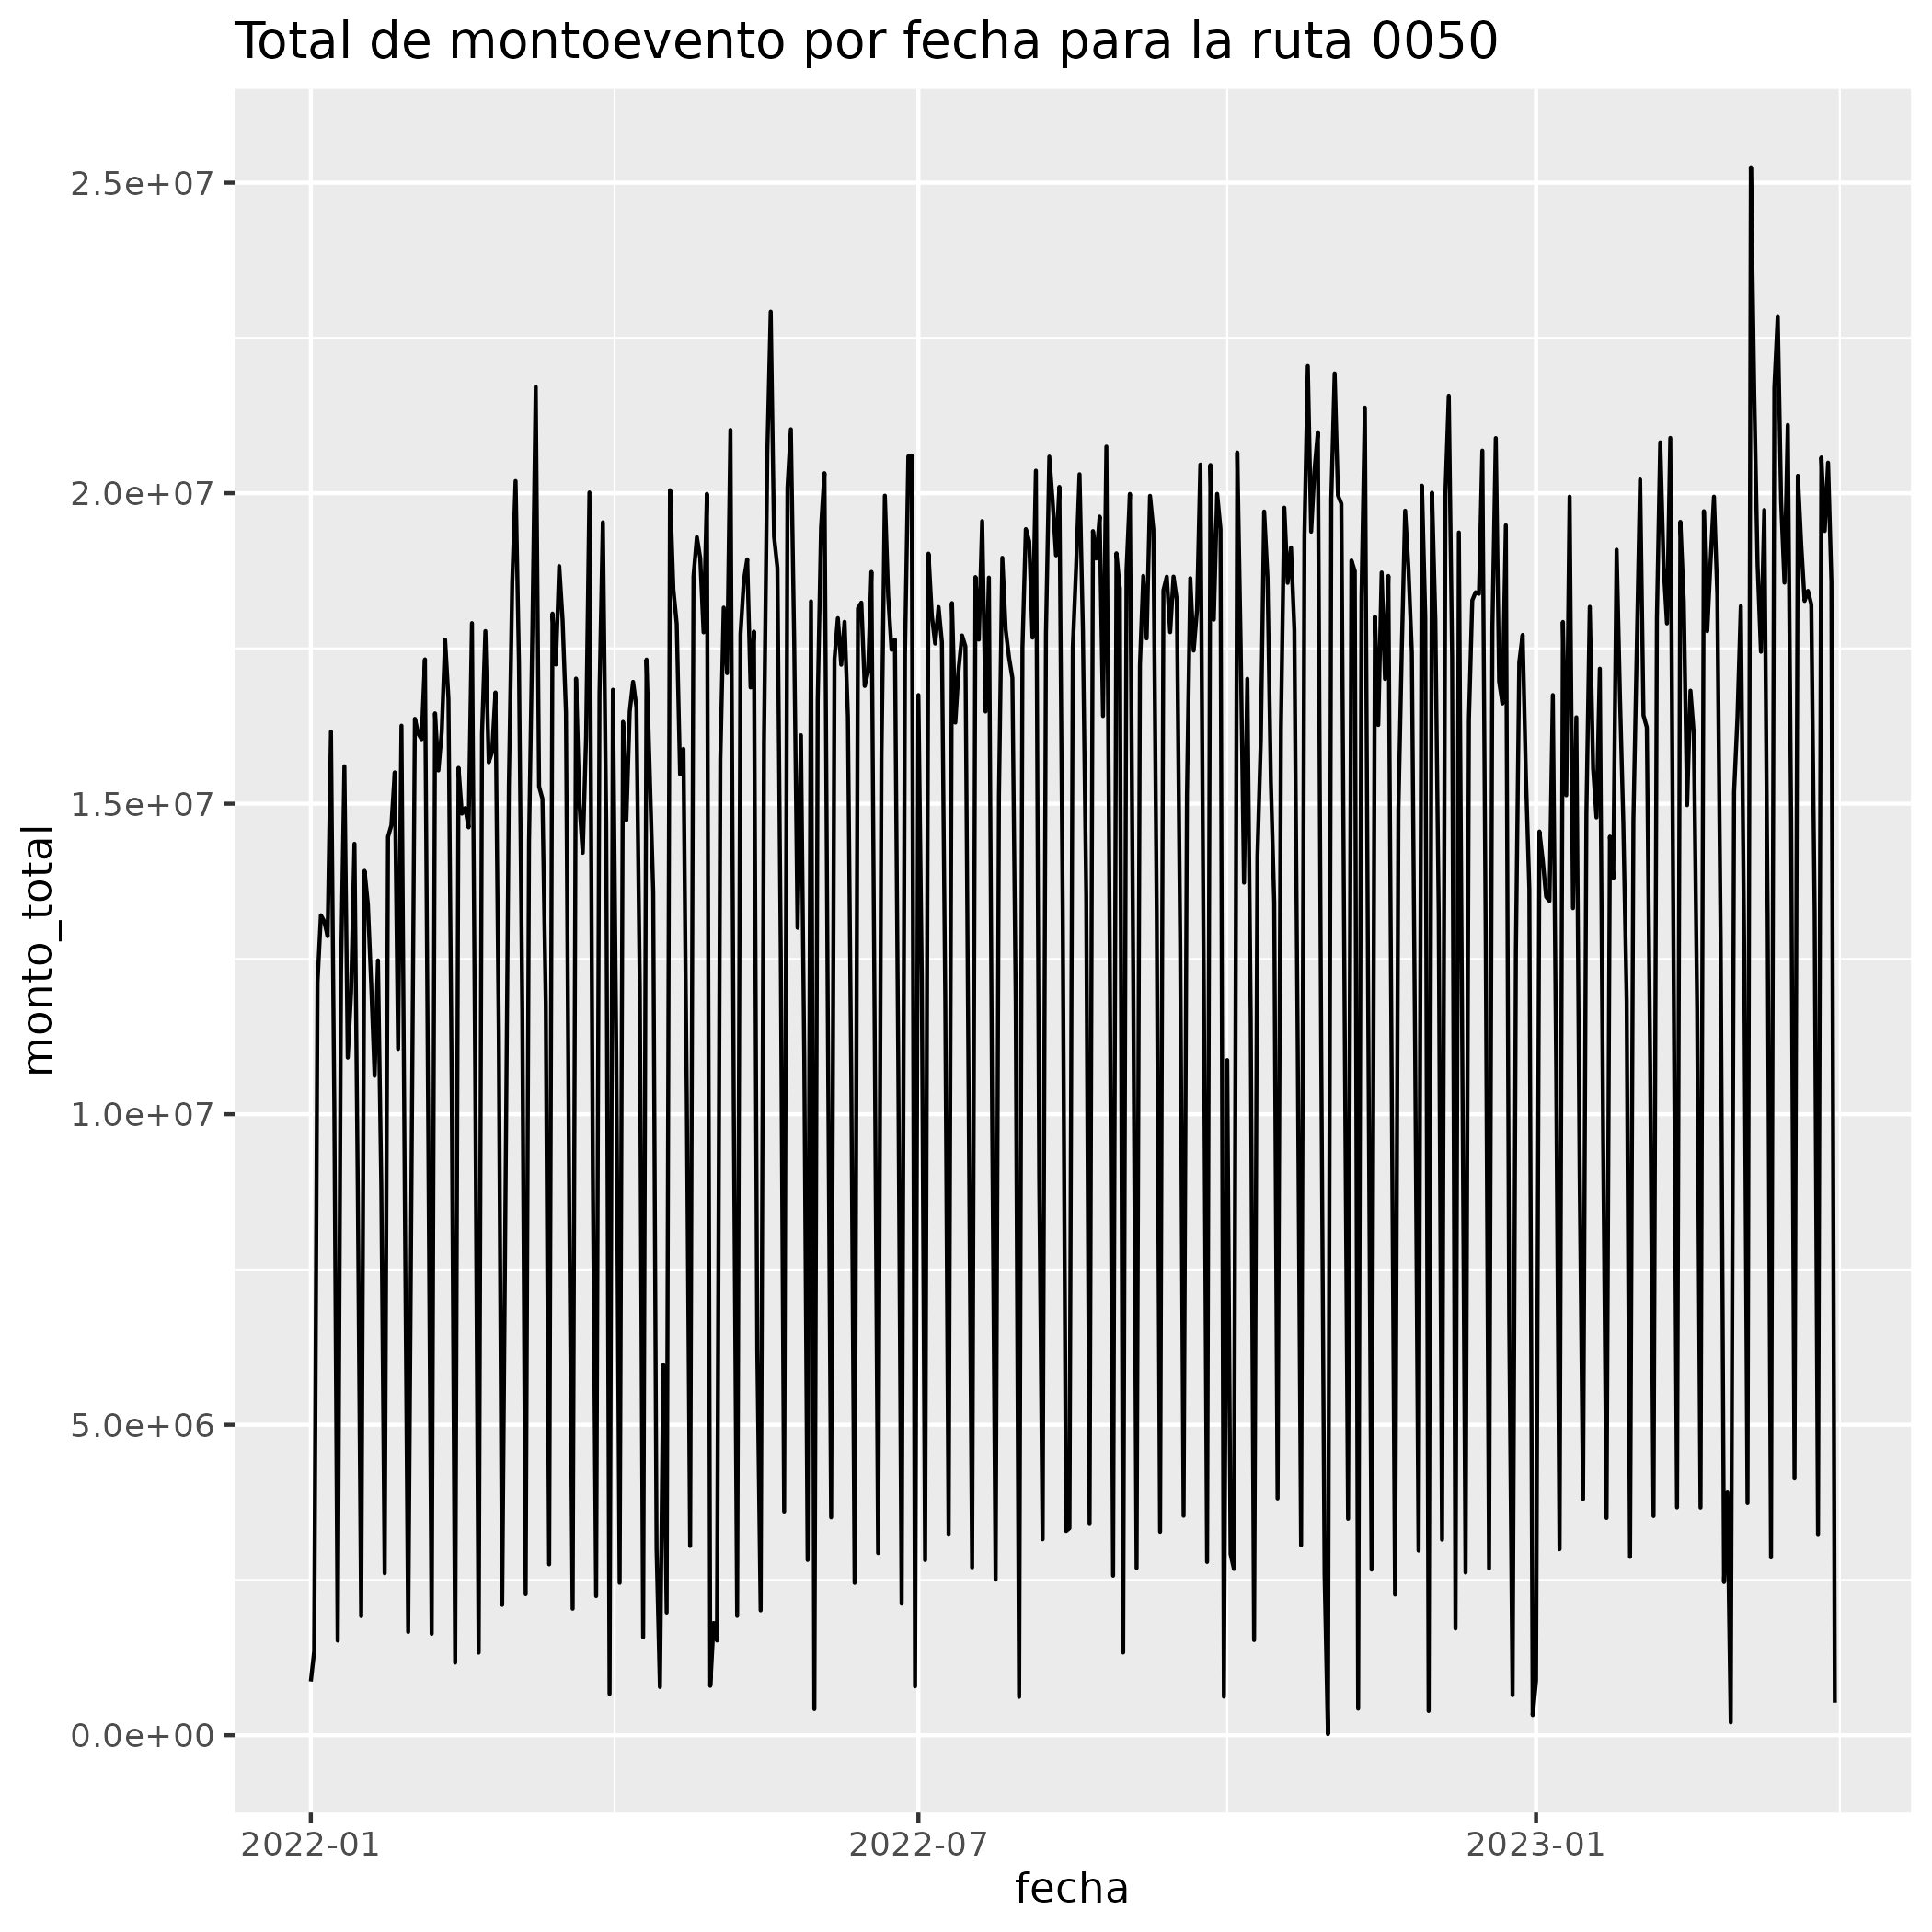 Total de montoevento por fecha para la ruta 0050
2.5e+07
2.0e+07
1.5e+07
1.0e+07
5.0e+06
0.0e+00
monto_total
2022-01
2022-07
2023-01
fecha